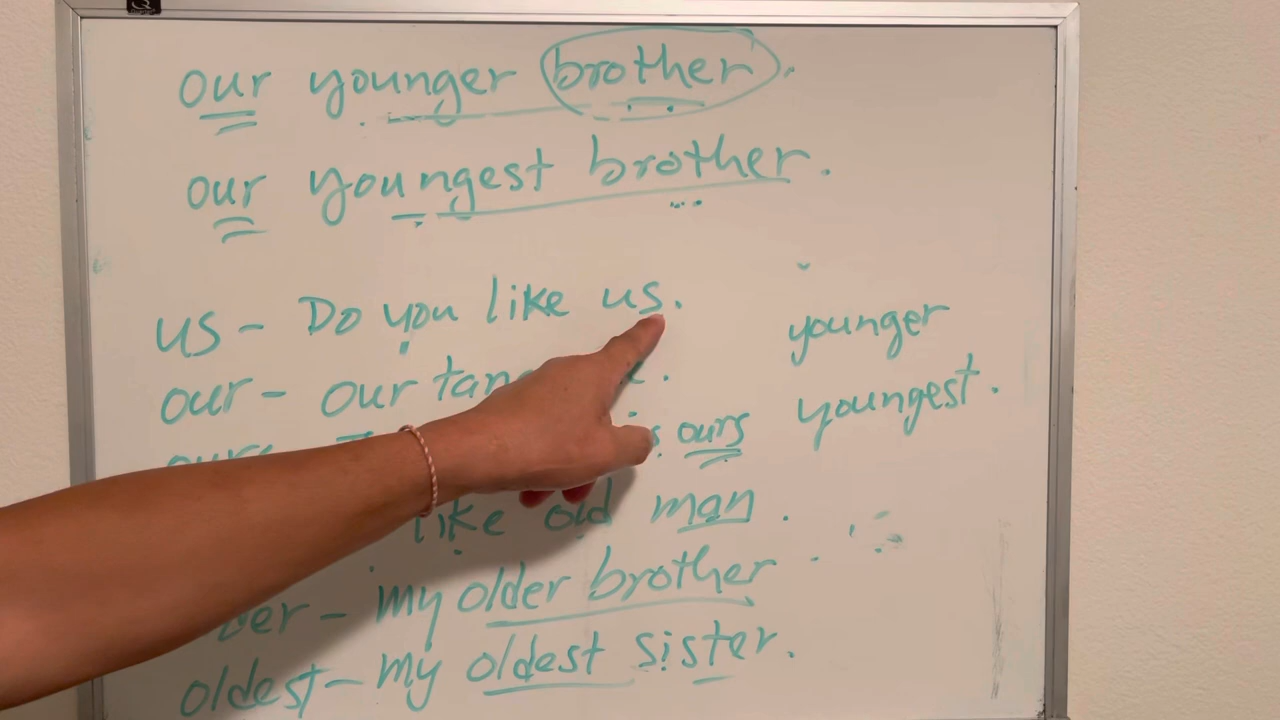 our younger brother.
our youngest brother.
us - Do you like us.
our - our
ours
younger
youngest.
like old man.
my older brother.
oldest - my oldest sister.